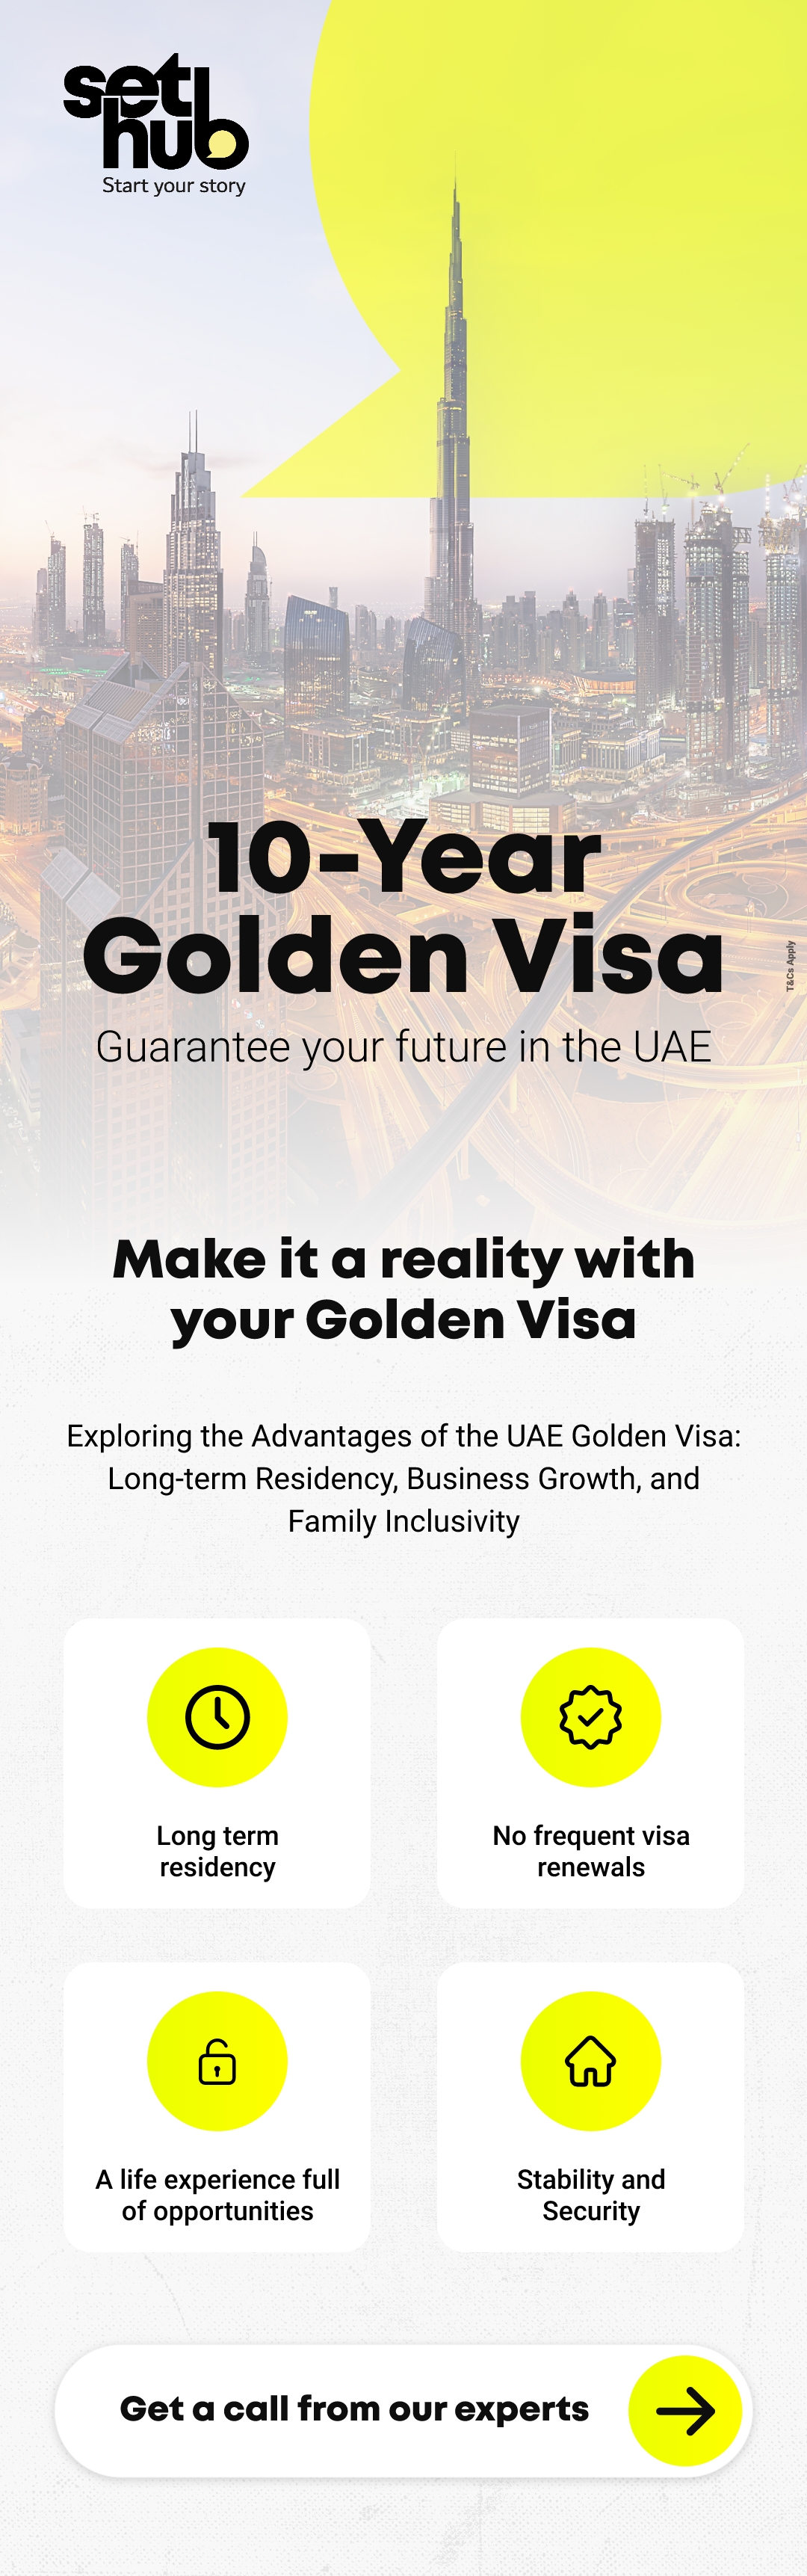 set
hub
Start your story
10-Year
Golden Visa
T&Cs Apply
Guarantee your future in the UAE
Make it a reality with
your Golden Visa
Exploring the Advantages of the UAE Golden Visa:
Long-term Residency, Business Growth, and
Family Inclusivity
Long term
residency
No frequent visa
renewals
A life experience full
of opportunities
Stability and
Security
Get a call from our experts